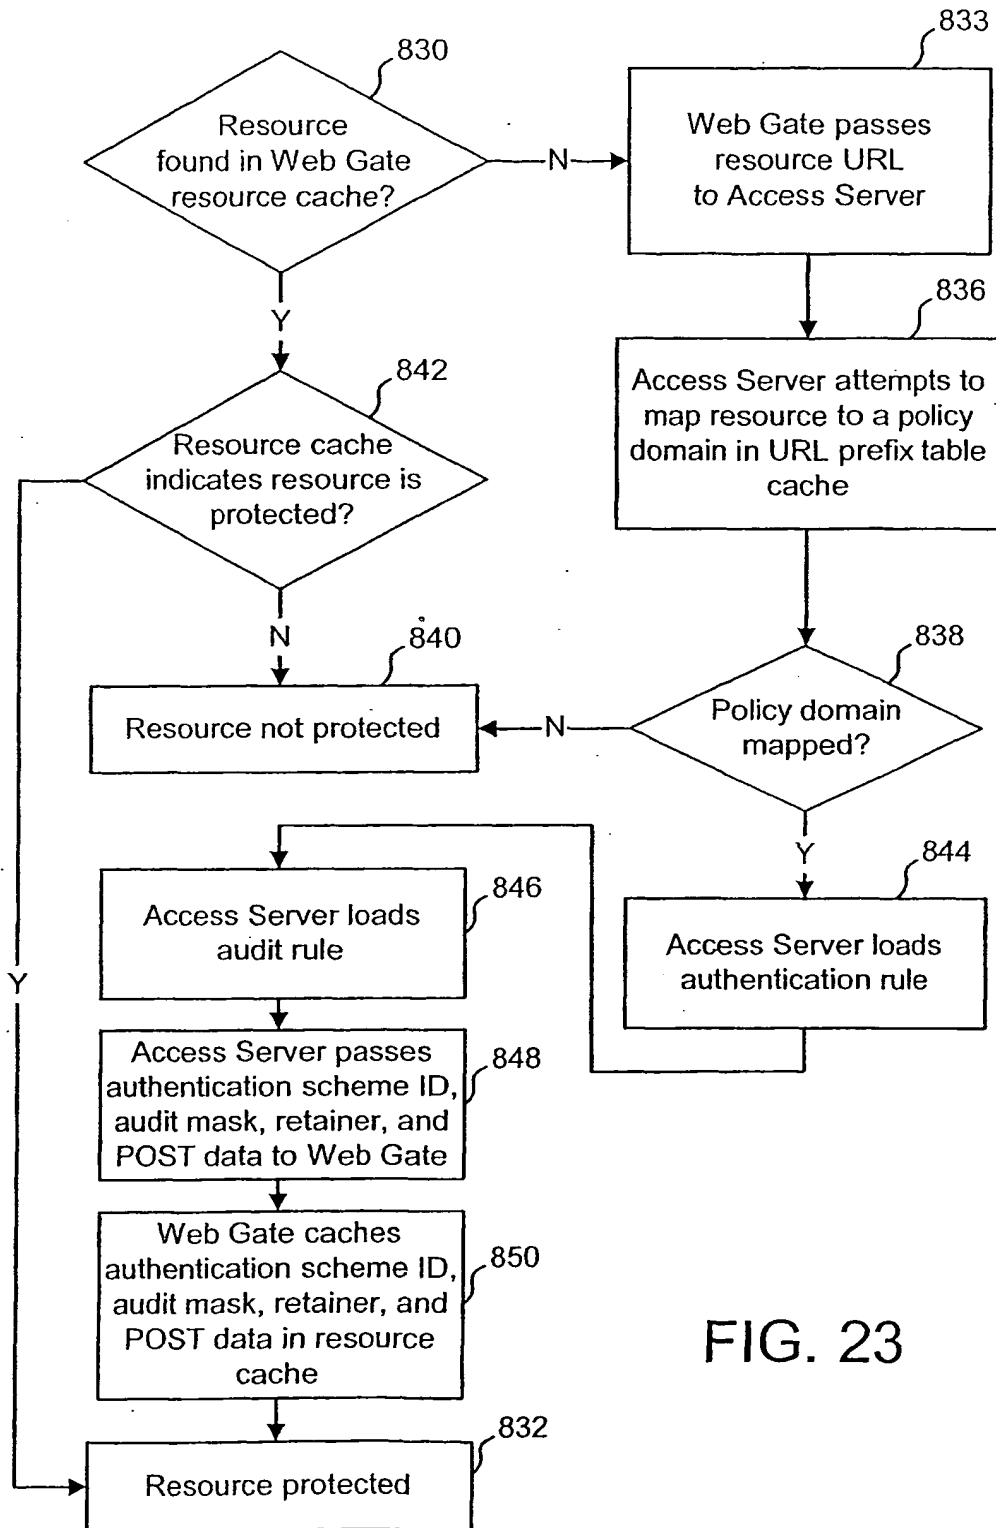 830
Resource
found in Web Gate
resource cache?
N
833
Web Gate passes
resource URL
to Access Server
Y
836
Access Server attempts to
map resource to a policy
domain in URL prefix table
cache
842
Resource cache
indicates resource is
protected?
N
840
Resource not protected
N
838
Policy domain
mapped?
Y
844
Access Server loads
authentication rule
846
Access Server loads
audit rule
Y
848
Access Server passes
authentication scheme ID,
audit mask, retainer, and
POST data to Web Gate
850
Web Gate caches
authentication scheme ID,
audit mask, retainer, and
POST data in resource
cache
832
Resource protected
FIG. 23